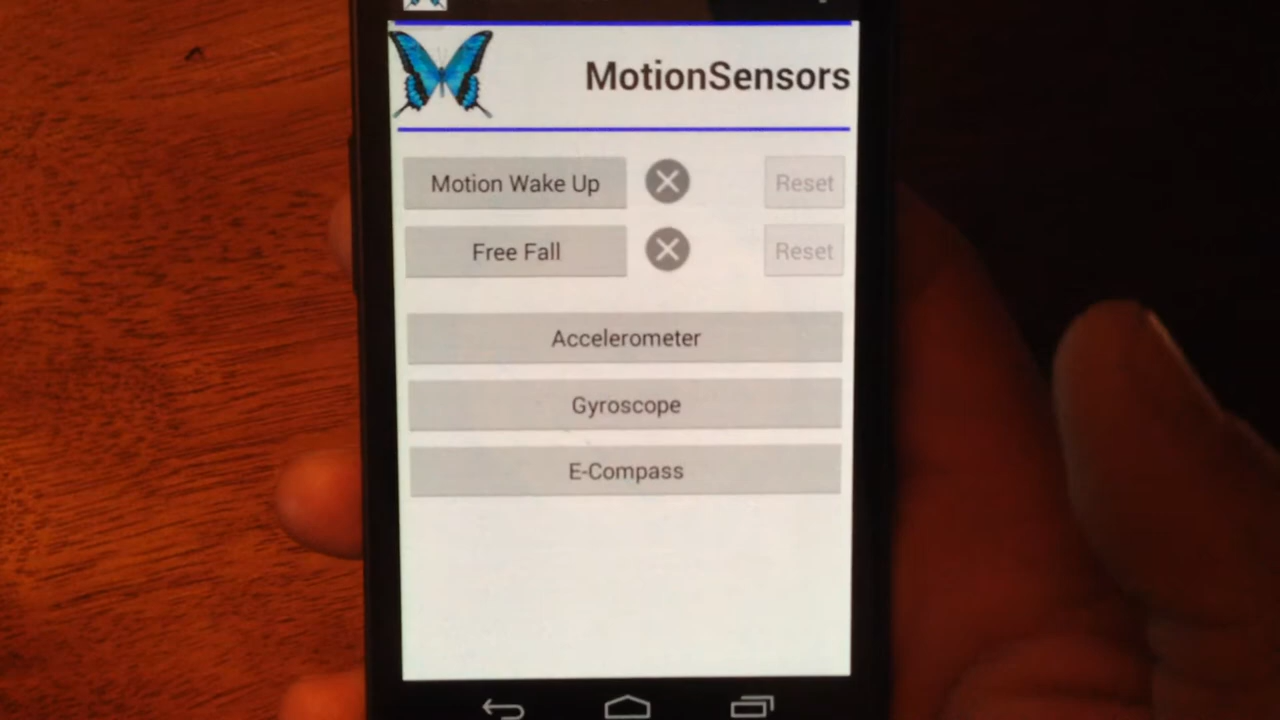 MotionSensors
Motion Wake Up Reset
Free Fall Reset
Accelerometer
Gyroscope
E-Compass